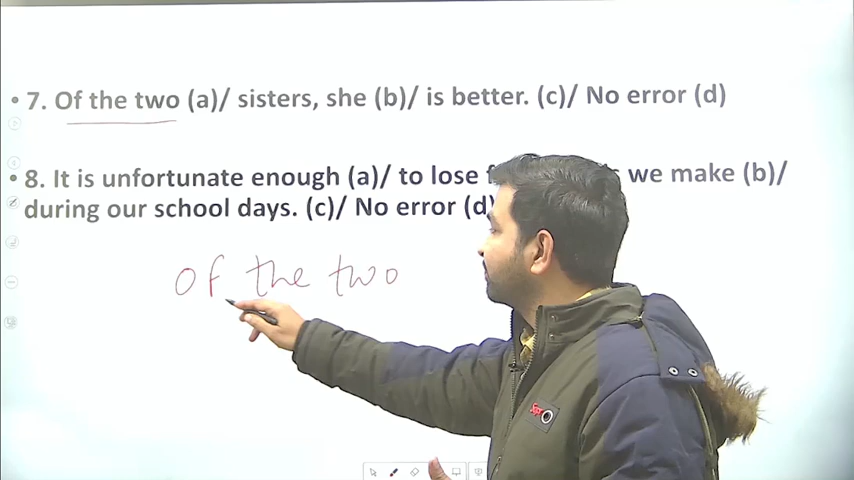 • 7. Of the two (a)/ sisters, she (b)/ is better. (c)/ No error (d)
• 8. It is unfortunate enough (a)/ to lose we make (b)/
during our school days. (c)/ No error (d)
of the two